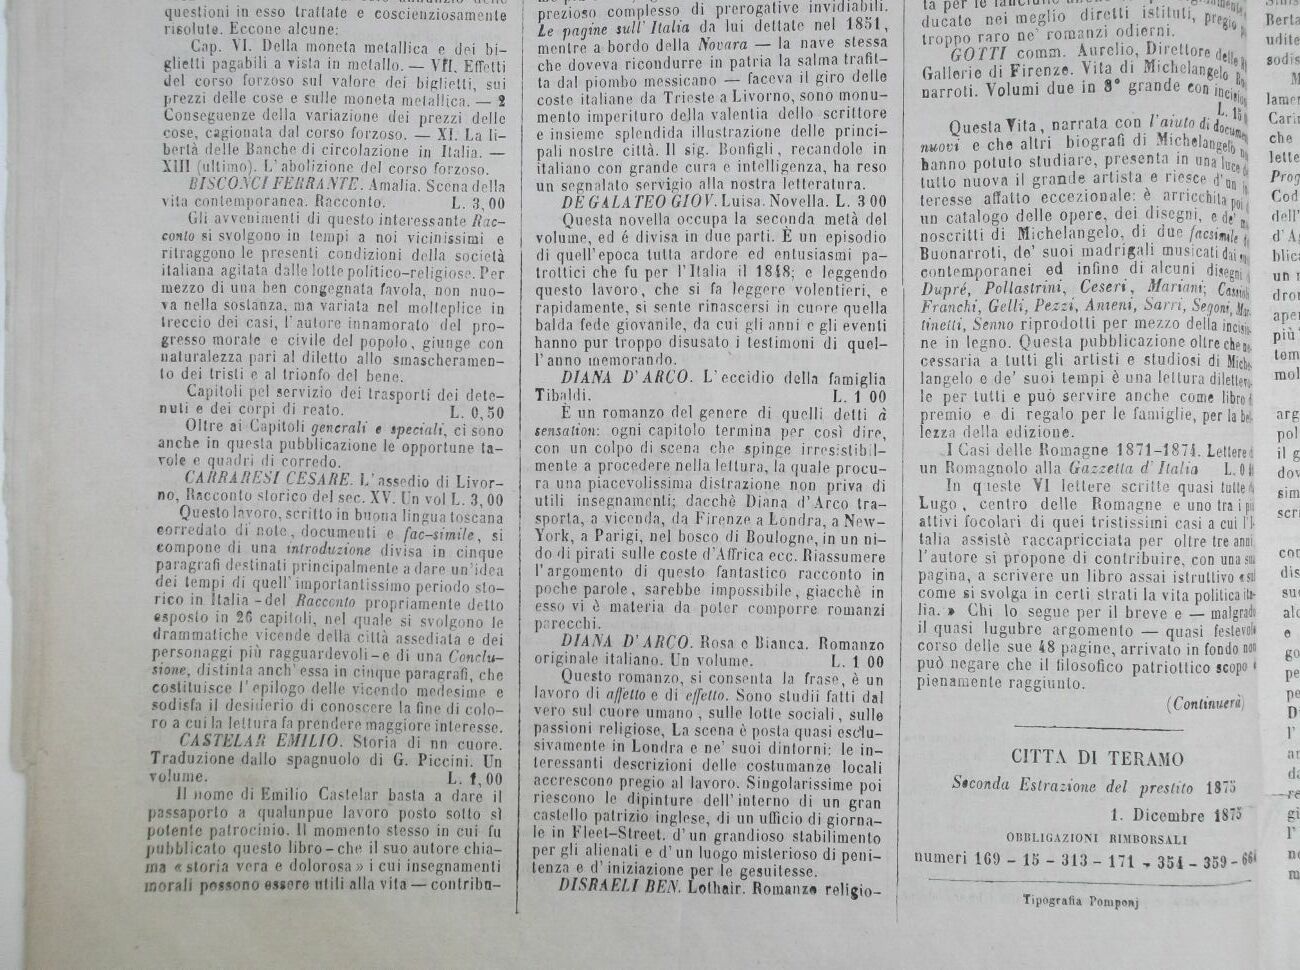 questioni in esso trattate e coscienziosamente
risolute. Eccone alcune:
Cap. VI. Della moneta metallica e dei bi-
glietti pagabili a vista in metallo. — VII. Effetti
del corso forzoso sul valore dei biglietti, sui
prezzi delle cose e sulle moneta metallica. — 2
Conseguenze della variazione dei prezzi delle
cose, cagionata dal corso forzoso. — XI. La li-
bertà delle Banche di circolazione in Italia. —
XIII (ultimo). L'abolizione del corso forzoso.
BISCONCI FERRANTE. Amalia. Scena della
vita contemporanea. Racconto. L. 3,00
Gli avvenimenti di questo interessante Rac-
conto si svolgono in tempi a noi vicinissimi e
ritraggono le presenti condizioni della società
italiana agitata dalle lotte politico-religiose. Per
mezzo di una ben congegnata favola, non nuo-
va nella sostanza, ma variata nel molteplice in
treccio dei casi, l'autore innamorato del pro-
gresso morale e civile del popolo, giunge con
naturalezza pari al diletto allo smascheramen-
to dei tristi e al trionfo del bene.
Capitoli pel servizio dei trasporti dei dete-
nuti e dei corpi di reato. L. 0,50
Oltre ai Capitoli generali e speciali, ci sono
anche in questa pubblicazione le opportune ta-
vole e quadri di corredo.
CARRARESI CESARE. L'assedio di Livor-
no, Racconto storico del sec. XV. Un vol L. 3,00
Questo lavoro, scritto in buona lingua toscana
corredato di note, documenti e fac-simile, si
compone di una introduzione divisa in cinque
paragrafi destinati principalmente a dare un'idea
dei tempi di quell'importantissimo periodo sto-
rico in Italia - del Racconto propriamente detto
esposto in 26 capitoli, nel quale si svolgono le
drammatiche vicende della città assediata e dei
personaggi più ragguardevoli - e di una Conclu-
sione, distinta anch'essa in cinque paragrafi, che
costituisce l'epilogo delle vicendo medesime e
sodisfa il desiderio di conoscere la fine di colo-
ro a cui la lettura fa prendere maggiore interesse.
CASTELAR EMILIO. Storia di nn cuore.
Traduzione dallo spagnuolo di G. Piccini. Un
volume. L. 1,00
Il nome di Emilio Castelar basta a dare il
passaporto a qualunpue lavoro posto sotto sì
potente patrocinio. Il momento stesso in cui fu
pubblicato questo libro - che il suo autore chia-
ma « storia vera e dolorosa » i cui insegnamenti
morali possono essere utili alla vita — contribu-
prezioso complesso di prerogative invidiabili.
Le pagine sull'Italia da lui dettate nel 1851,
mentre a bordo della Novara — la nave stessa
che doveva ricondurre in patria la salma trafit-
ta dal piombo messicano — faceva il giro delle
coste italiane da Trieste a Livorno, sono monu-
mento imperituro della valentia dello scrittore
e insieme splendida illustrazione delle princi-
pali nostre città. Il sig. Bonfigli, recandole in
italiano con grande cura e intelligenza, ha reso
un segnalato servigio alla nostra letteratura.
DE GALATEO GIOV. Luisa. Novella. L. 3 00
Questa novella occupa la seconda metà del
volume, ed é divisa in due parti. È un episodio
di quell'epoca tutta ardore ed entusiasmi pa-
trottici che fu per l'Italia il 1848; e leggendo
questo lavoro, che si fa leggere volentieri, e
rapidamente, si sente rinascersi in cuore quella
balda fede giovanile, da cui gli anni e gli eventi
hanno pur troppo disusato i testimoni di quel-
l'anno memorando.
DIANA D'ARCO. L'eccidio della famiglia
Tibaldi. L. 1 00
È un romanzo del genere di quelli detti à
sensation: ogni capitolo termina per così dire,
con un colpo di scena che spinge irresistibil-
mente a procedere nella lettura, la quale procu-
ra una piacevolissima distrazione non priva di
utili insegnamenti; dacchè Diana d'Arco tra-
sporta, a vicenda, da Firenze a Londra, a New-
York, a Parigi, nel bosco di Boulogne, in un ni-
do di pirati sulle coste d'Affrica ecc. Riassumere
l'argomento di questo fantastico racconto in
poche parole, sarebbe impossibile, giacchè in
esso vi è materia da poter comporre romanzi
parecchi.
DIANA D'ARCO. Rosa e Bianca. Romanzo
originale italiano. Un volume. L. 1 00
Questo romanzo, si consenta la frase, è un
lavoro di affetto e di effetto. Sono studii fatti dal
vero sul cuore umano, sulle lotte sociali, sulle
passioni religiose, La scena è posta quasi esclu-
sivamente in Londra e ne' suoi dintorni: le in-
teressanti descrizioni delle costumanze locali
accrescono pregio al lavoro. Singolarissime poi
riescono le dipinture dell'interno di un gran
castello patrizio inglese, di un ufficio di giorna-
le in Fleet-Street. d'un grandioso stabilimento
per gli alienati e d'un luogo misterioso di peni-
tenza e d'iniziazione per le gesuitesse.
DISRAELI BEN. Lothair. Romanzo religio-
ducate nei meglio diretti istituti, pregio
troppo raro ne' romanzi odierni.
GOTTI comm. Aurelio, Direttore delle
Gallerie di Firenze. Vita di Michelangelo Buo-
narroti. Volumi due in 8° grande con incisioni
L. 15
Questa Vita, narrata con l'aiuto di documenti
nuovi e che altri biografi di Michelangelo
hanno potuto studiare, presenta in una luce
tutto nuova il grande artista e riesce d'un in
teresse affatto eccezionale: è arricchita poi
un catalogo delle opere, dei disegni, e de'
noscritti di Michelangelo, di due facsimile
Buonarroti, de' suoi madrigali musicati dai
contemporanei ed infine di alcuni disegni
Dupré, Pollastrini, Ceseri, Mariani; Cassioli
Franchi, Gelli, Pezzi, Ameni, Sarri, Segoni, Mar
tinelli, Senno riprodotti per mezzo della incisio-
ne in legno. Questa pubblicazione oltre che ne-
cessaria a tutti gli artisti e studiosi di Mich-
langelo e de' suoi tempi è una lettura dilettevo-
le per tutti e può servire anche come libro
premio e di regalo per le famiglie, per la bel-
lezza della edizione.
I Casi delle Romagne 1871-1874. Lettere
un Romagnolo alla Gazzetta d'Italia L. 0
In queste VI lettere scritte quasi tutte
Lugo, centro delle Romagne e uno tra i più
attivi focolari di quei tristissimi casi a cui l'I-
talia assistè raccapricciata per oltre tre anni,
l'autore si propone di contribuire, con una sua
pagina, a scrivere un libro assai istruttivo « sul
come si svolga in certi strati la vita politica ita-
lia. » Chi lo segue per il breve e — malgrado
il quasi lugubre argomento — quasi festevole
corso delle sue 48 pagine, arrivato in fondo non
può negare che il filosofico patriottico scopo
pienamente raggiunto.
(Continuerà)
CITTA DI TERAMO
Seconda Estrazione del prestito 1875
1. Dicembre 1875
OBBLIGAZIONI RIMBORSALI
numeri 169 - 15 - 313 - 171 - 354 - 359 -
Tipografia Pomponj